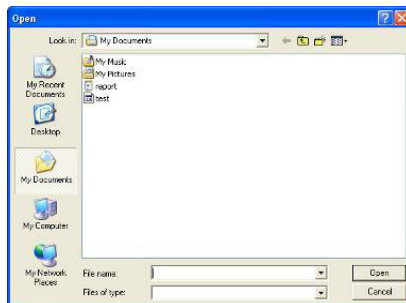 Open
Look in:
My Documents
My Recent
Documents
Desktop
My Documents
My Computer
My Network
Places
My Music
My Pictures
report
test
File name:
Open
Files of type:
Cancel